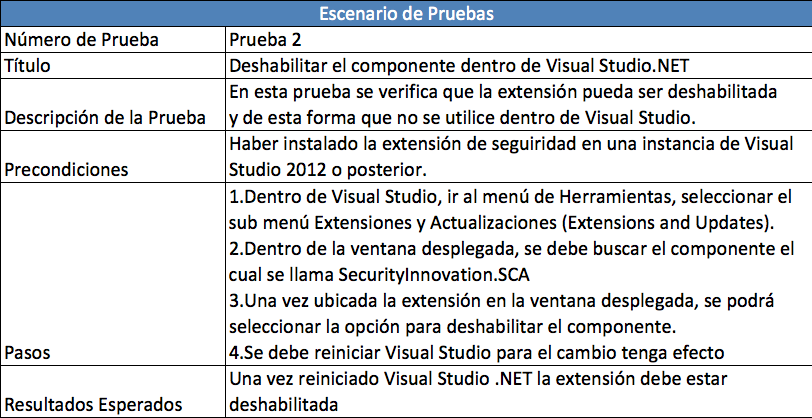 Escenario de Pruebas
Número de Prueba Prueba 2
Título Deshabilitar el componente dentro de Visual Studio.NET
Descripción de la Prueba En esta prueba se verifica que la extensión pueda ser deshabilitada
y de esta forma que no se utilice dentro de Visual Studio.
Precondiciones Haber instalado la extensión de seguiridad en una instancia de Visual
Studio 2012 o posterior.
Pasos 1.Dentro de Visual Studio, ir al menú de Herramientas, seleccionar el
sub menú Extensiones y Actualizaciones (Extensions and Updates).
2.Dentro de la ventana desplegada, se debe buscar el componente el
cual se llama SecurityInnovation.SCA
3.Una vez ubicada la extensión en la ventana desplegada, se podrá
seleccionar la opción para deshabilitar el componente.
4.Se debe reiniciar Visual Studio para el cambio tenga efecto
Resultados Esperados Una vez reiniciado Visual Studio .NET la extensión debe estar
deshabilitada